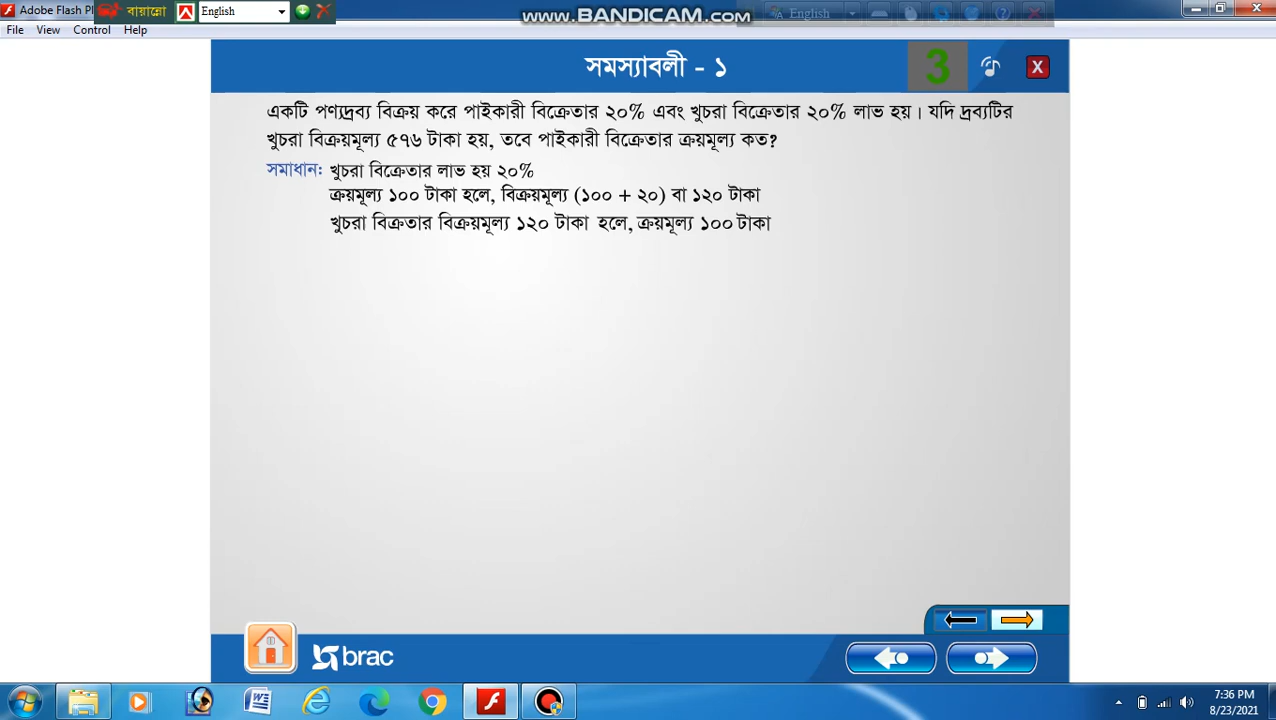 Adobe Flash Pl
বায়ান্নো
English
www.BANDICAM.com
English
File View Control Help
সমস্যাবলী - ১
3
X
একটি পণ্যদ্রব্য বিক্রয় করে পাইকারী বিক্রেতার ২০% এবং খুচরা বিক্রেতার ২০% লাভ হয়। যদি দ্রব্যটির
খুচরা বিক্রয়মূল্য ৫৭৬ টাকা হয়, তবে পাইকারী বিক্রেতার ক্রয়মূল্য কত?
সমাধান: খুচরা বিক্রেতার লাভ হয় ২০%
ক্রয়মূল্য ১০০ টাকা হলে, বিক্রয়মূল্য (১০০ + ২০) বা ১২০ টাকা
খুচরা বিক্রতার বিক্রয়মূল্য ১২০ টাকা হলে, ক্রয়মূল্য ১০০ টাকা
brac
7:36 PM
8/23/2021